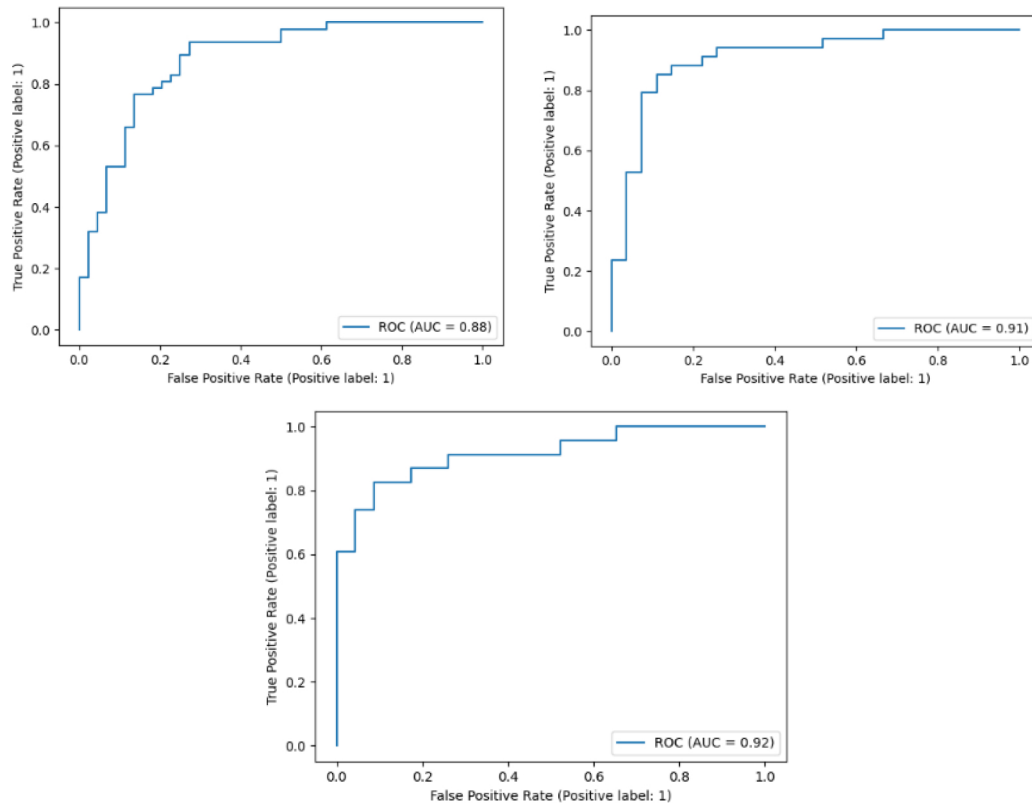 1.0
0.8
0.6
0.4
0.2
0.0
True Positive Rate (Positive label: 1)
ROC (AUC = 0.88)
0.0 0.2 0.4 0.6 0.8 1.0
False Positive Rate (Positive label: 1)
1.0
0.8
0.6
0.4
0.2
0.0
True Positive Rate (Positive label: 1)
ROC (AUC = 0.91)
0.0 0.2 0.4 0.6 0.8 1.0
False Positive Rate (Positive label: 1)
1.0
0.8
0.6
0.4
0.2
0.0
True Positive Rate (Positive label: 1)
ROC (AUC = 0.92)
0.0 0.2 0.4 0.6 0.8 1.0
False Positive Rate (Positive label: 1)